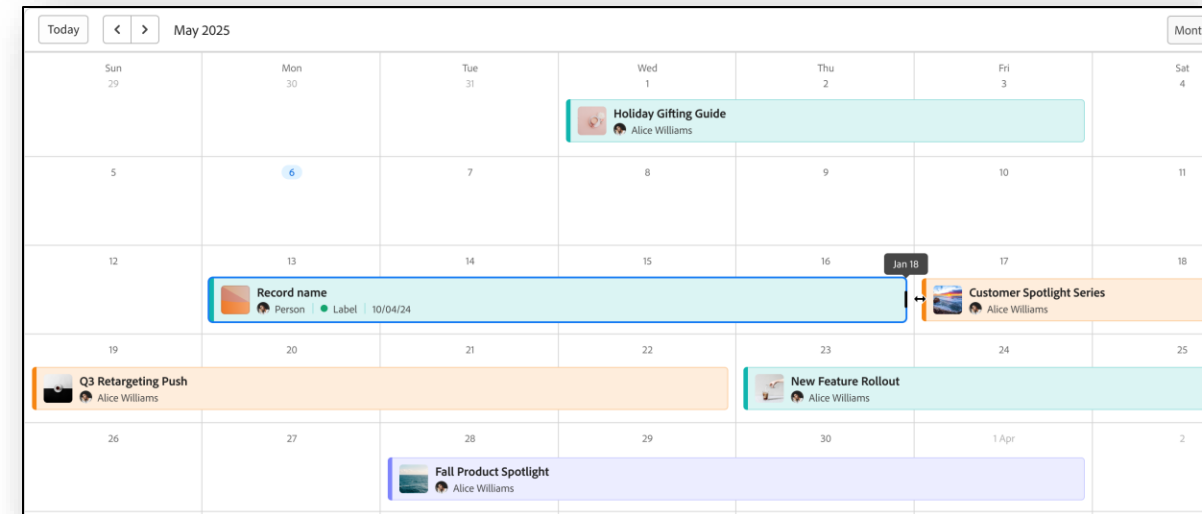 Today < > May 2025 Mont
Sun Mon Tue Wed Thu Fri Sat
29 30 31 1 2 3 4
Holiday Gifting Guide
Alice Williams
5 6 7 8 9 10 11
12 13 14 15 16 17 18
Jan 18
Record name
Person | Label | 10/04/24
Customer Spotlight Series
Alice Williams
19 20 21 22 23 24 25
Q3 Retargeting Push
Alice Williams
New Feature Rollout
Alice Williams
26 27 28 29 30 1 Apr 2
Fall Product Spotlight
Alice Williams